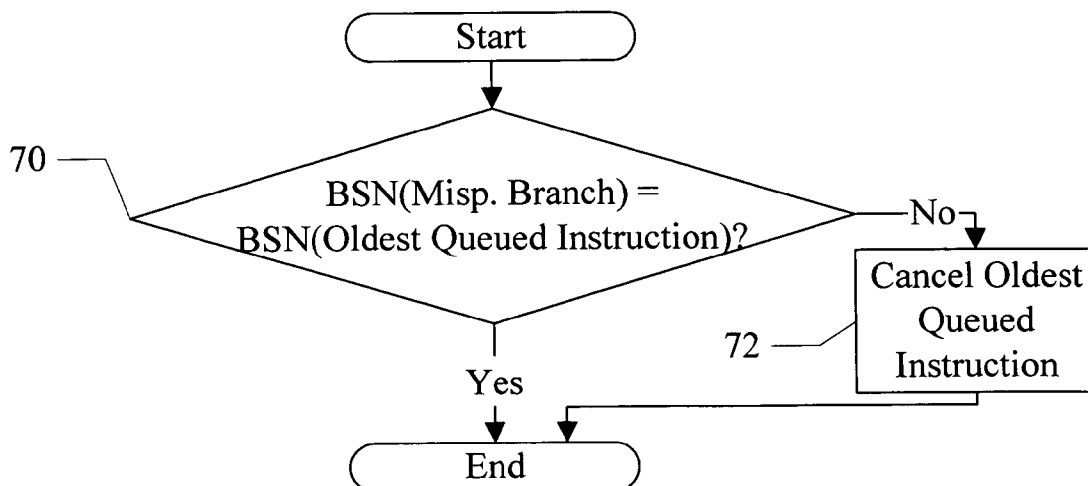 Start
70
BSN(Misp. Branch) =
BSN(Oldest Queued Instruction)?
No
Cancel Oldest
Queued
Instruction
72
Yes
End